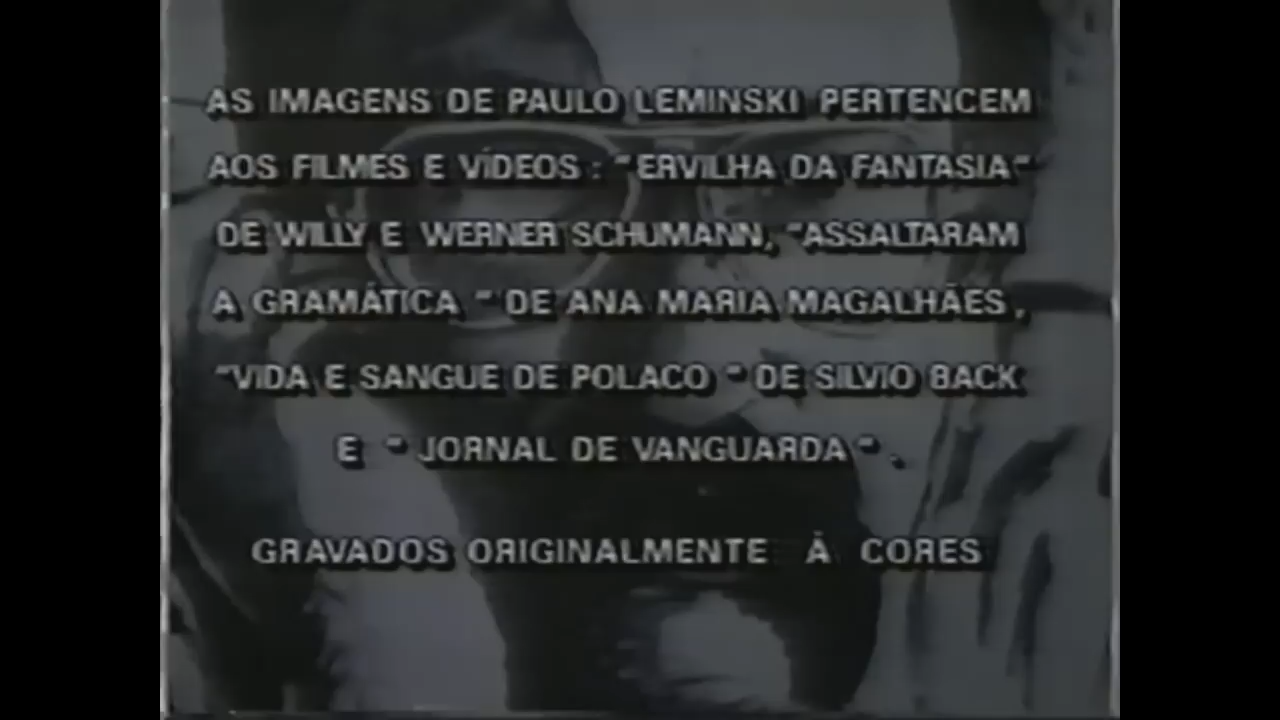 AS IMAGENS DE PAULO LEMINSKI PERTENCEM
AOS FILMES E VÍDEOS : "ERVILHA DA FANTASÍA"
DE WILLY E WERNER SCHUMANN, "ASSALTARAM
A GRAMÁTICA " DE ANA MARIA MAGALHÃES,
"VIDA E SANGUE DE POLACO " DE SILVIO BACK
E " JORNAL DE VANGUARDA " .
GRAVADOS ORIGINALMENTE À CORES